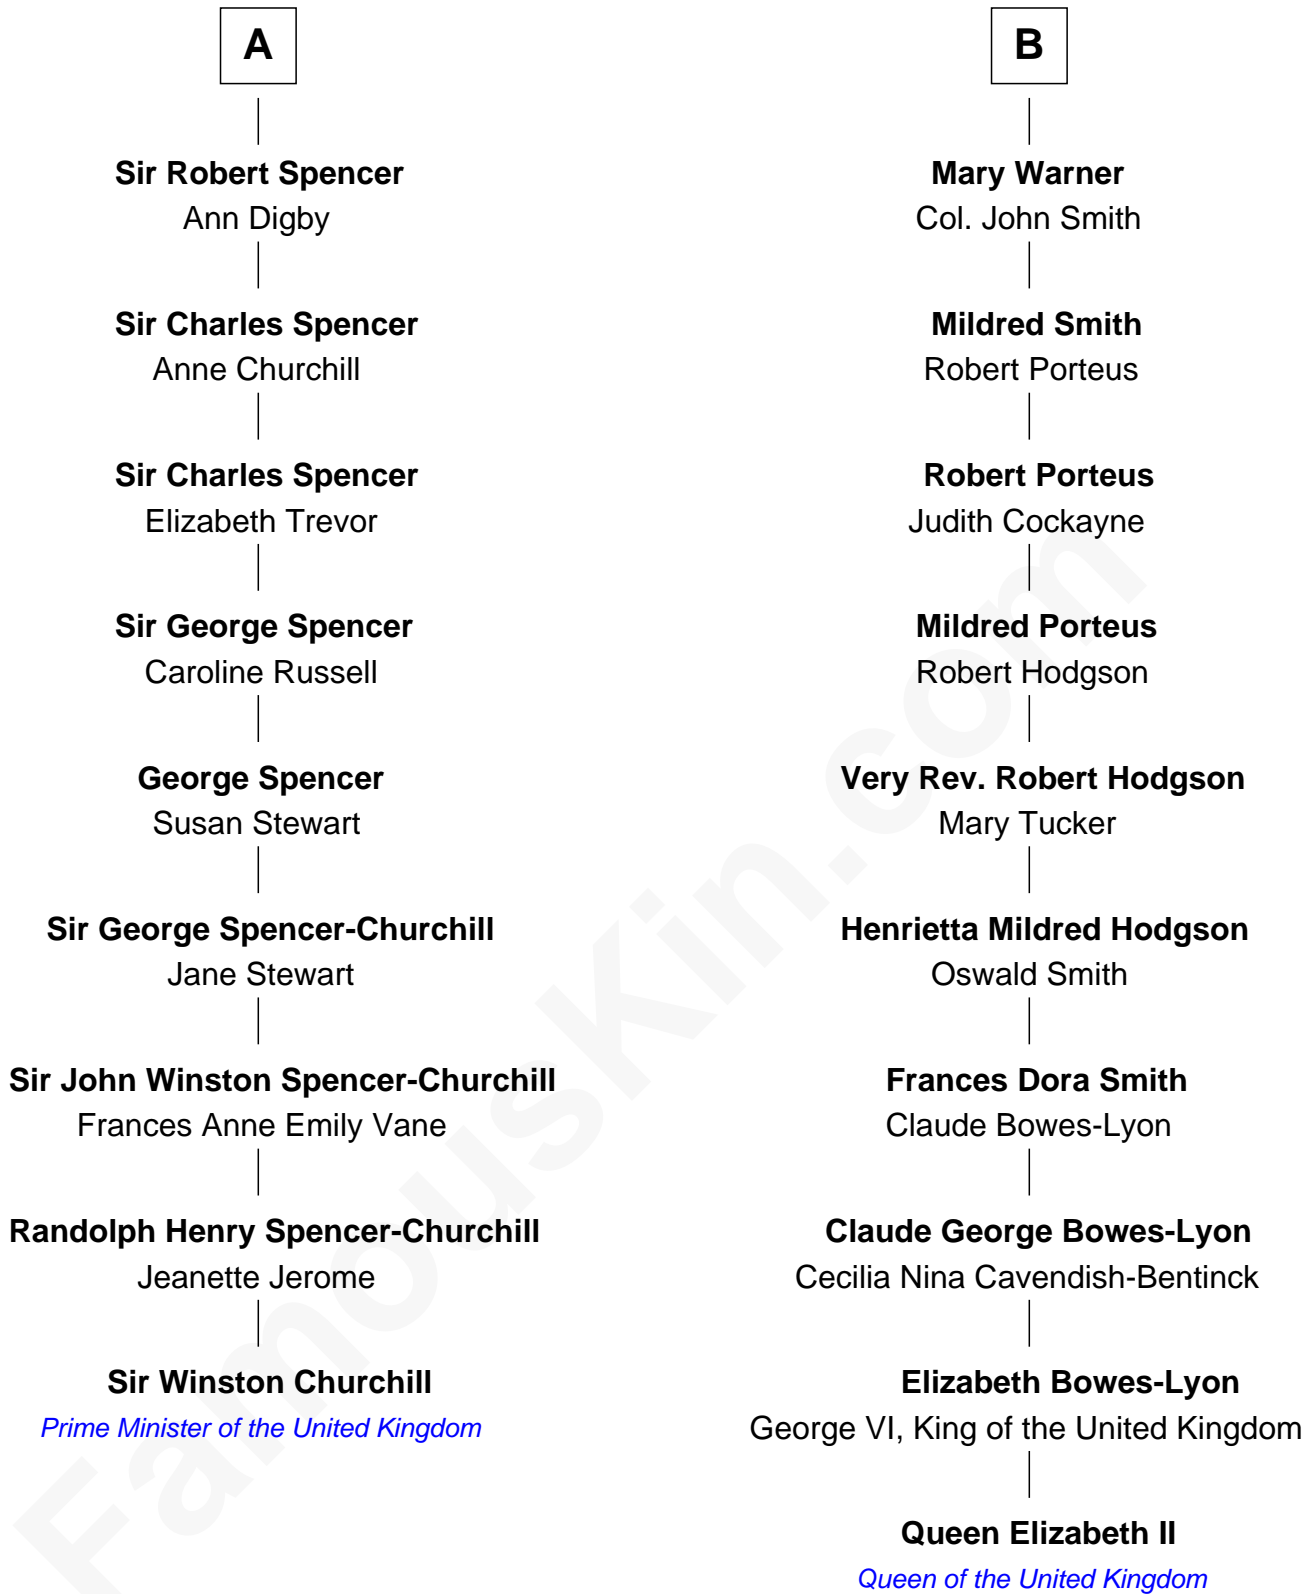 A
Sir Robert Spencer
Ann Digby
Sir Charles Spencer
Anne Churchill
Sir Charles Spencer
Elizabeth Trevor
Sir George Spencer
Caroline Russell
George Spencer
Susan Stewart
Sir George Spencer-Churchill
Jane Stewart
Sir John Winston Spencer-Churchill
Frances Anne Emily Vane
Randolph Henry Spencer-Churchill
Jeanette Jerome
Sir Winston Churchill
Prime Minister of the United Kingdom
B
Mary Warner
Col. John Smith
Mildred Smith
Robert Porteus
Robert Porteus
Judith Cockayne
Mildred Porteus
Robert Hodgson
Very Rev. Robert Hodgson
Mary Tucker
Henrietta Mildred Hodgson
Oswald Smith
Frances Dora Smith
Claude Bowes-Lyon
Claude George Bowes-Lyon
Cecilia Nina Cavendish-Bentinck
Elizabeth Bowes-Lyon
George VI, King of the United Kingdom
Queen Elizabeth II
Queen of the United Kingdom
FamousKin.com